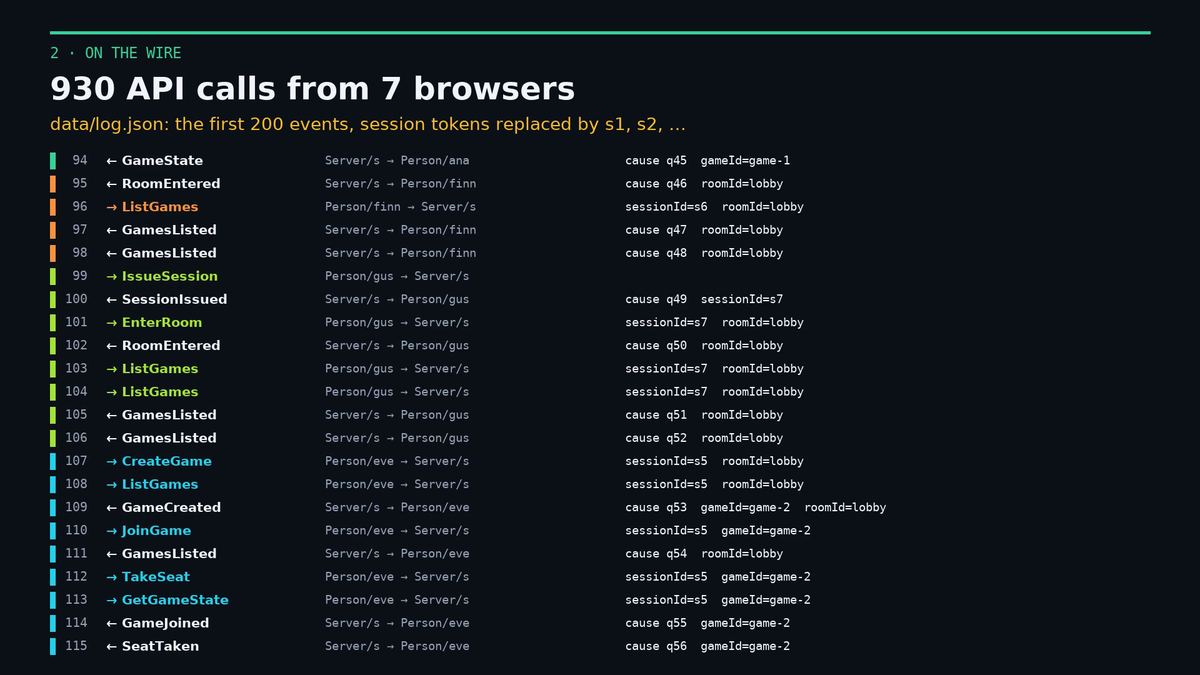 2 · ON THE WIRE
930 API calls from 7 browsers
data/log.json: the first 200 events, session tokens replaced by s1, s2, …
94 ← GameState Server/s → Person/ana cause q45 gameId=game-1
95 ← RoomEntered Server/s → Person/finn cause q46 roomId=lobby
96 → ListGames Person/finn → Server/s sessionId=s6 roomId=lobby
97 ← GamesListed Server/s → Person/finn cause q47 roomId=lobby
98 ← GamesListed Server/s → Person/finn cause q48 roomId=lobby
99 → IssueSession Person/gus → Server/s
100 ← SessionIssued Server/s → Person/gus cause q49 sessionId=s7
101 → EnterRoom Person/gus → Server/s sessionId=s7 roomId=lobby
102 ← RoomEntered Server/s → Person/gus cause q50 roomId=lobby
103 → ListGames Person/gus → Server/s sessionId=s7 roomId=lobby
104 → ListGames Person/gus → Server/s sessionId=s7 roomId=lobby
105 ← GamesListed Server/s → Person/gus cause q51 roomId=lobby
106 ← GamesListed Server/s → Person/gus cause q52 roomId=lobby
107 → CreateGame Person/eve → Server/s sessionId=s5 roomId=lobby
108 → ListGames Person/eve → Server/s sessionId=s5 roomId=lobby
109 ← GameCreated Server/s → Person/eve cause q53 gameId=game-2 roomId=lobby
110 → JoinGame Person/eve → Server/s sessionId=s5 gameId=game-2
111 ← GamesListed Server/s → Person/eve cause q54 roomId=lobby
112 → TakeSeat Person/eve → Server/s sessionId=s5 gameId=game-2
113 → GetGameState Person/eve → Server/s sessionId=s5 gameId=game-2
114 ← GameJoined Server/s → Person/eve cause q55 gameId=game-2
115 ← SeatTaken Server/s → Person/eve cause q56 gameId=game-2